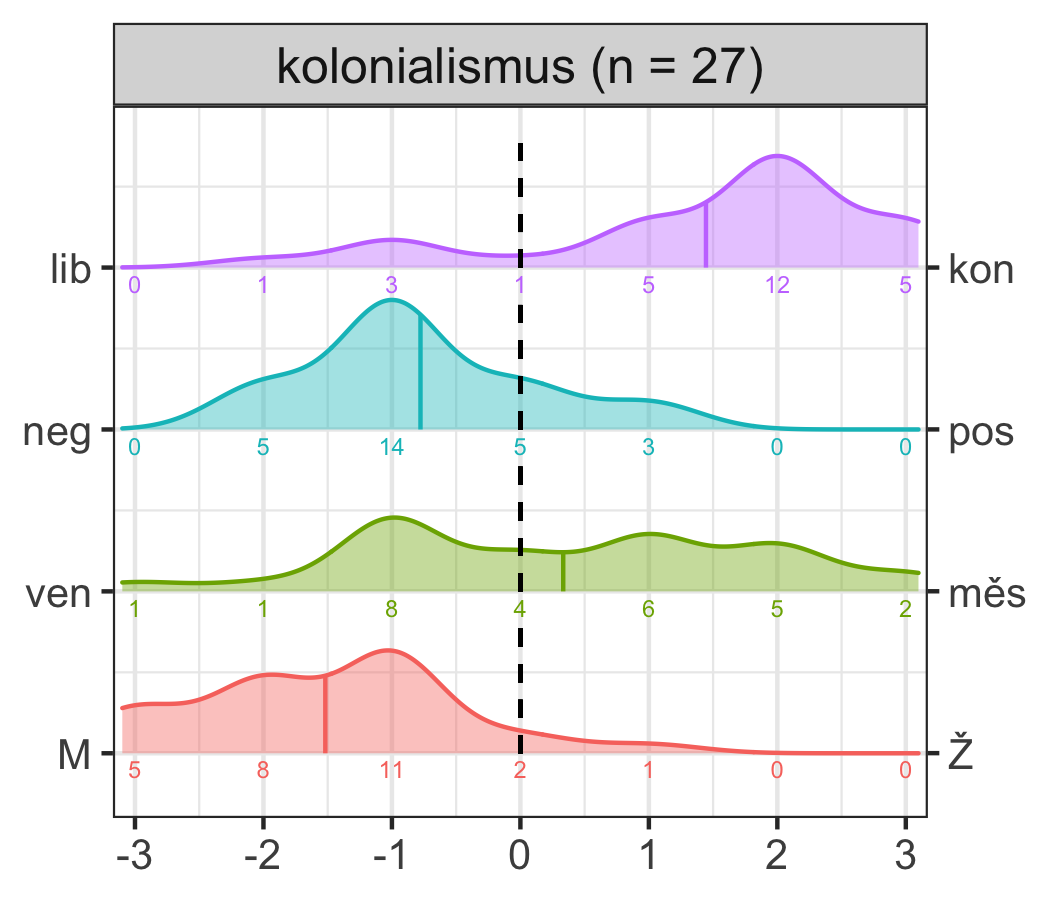 kolonialismus (n = 27)
lib kon
0 1 3 1 5 12 5
neg pos
0 5 14 5 3 0 0
ven měs
1 1 8 4 6 5 2
M Ž
5 8 11 2 1 0 0
-3 -2 -1 0 1 2 3